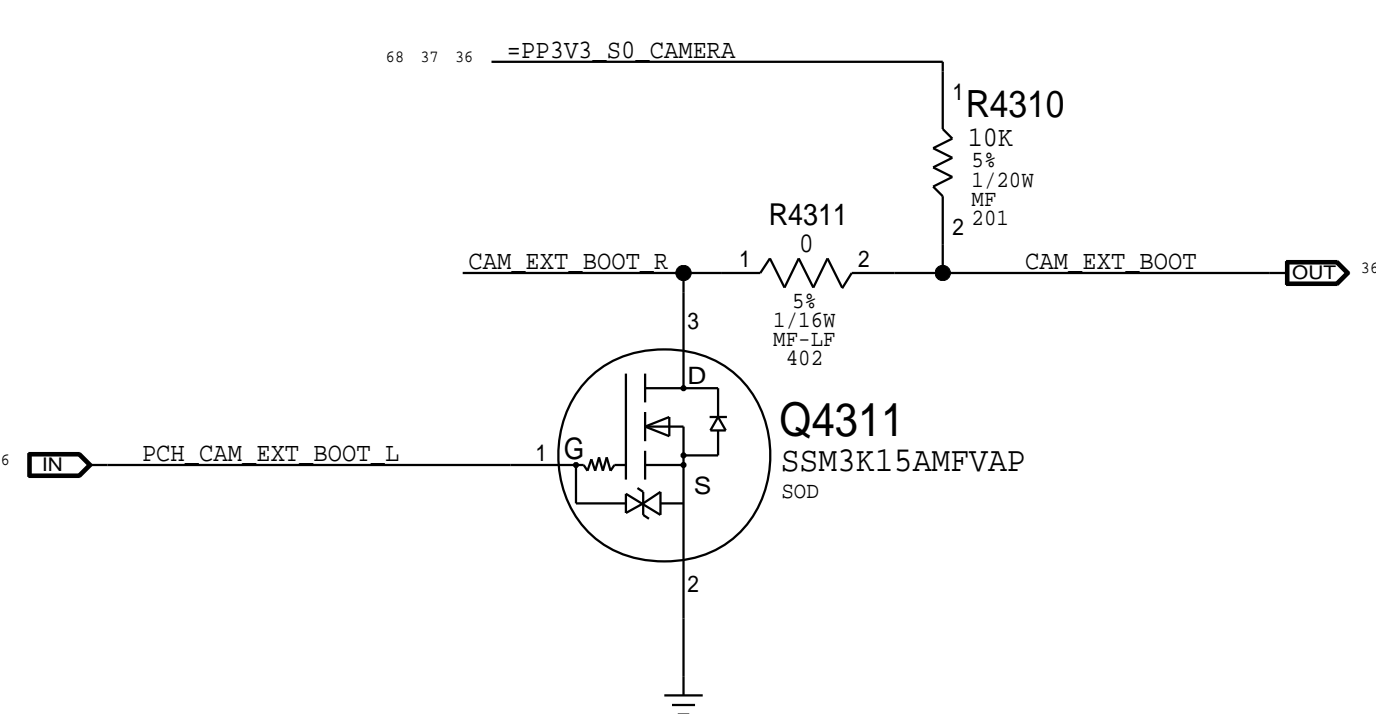 68 37 36 =PP3V3_S0_CAMERA
1 R4310
10K
5%
1/20W
MF
201
2
R4311
0
CAM_EXT_BOOT_R 1 2 CAM_EXT_BOOT OUT 36
5%
1/16W
MF-LF
402
3
D
Q4311
6 IN PCH_CAM_EXT_BOOT_L 1 G SSM3K15AMFVAP
S SOD
2